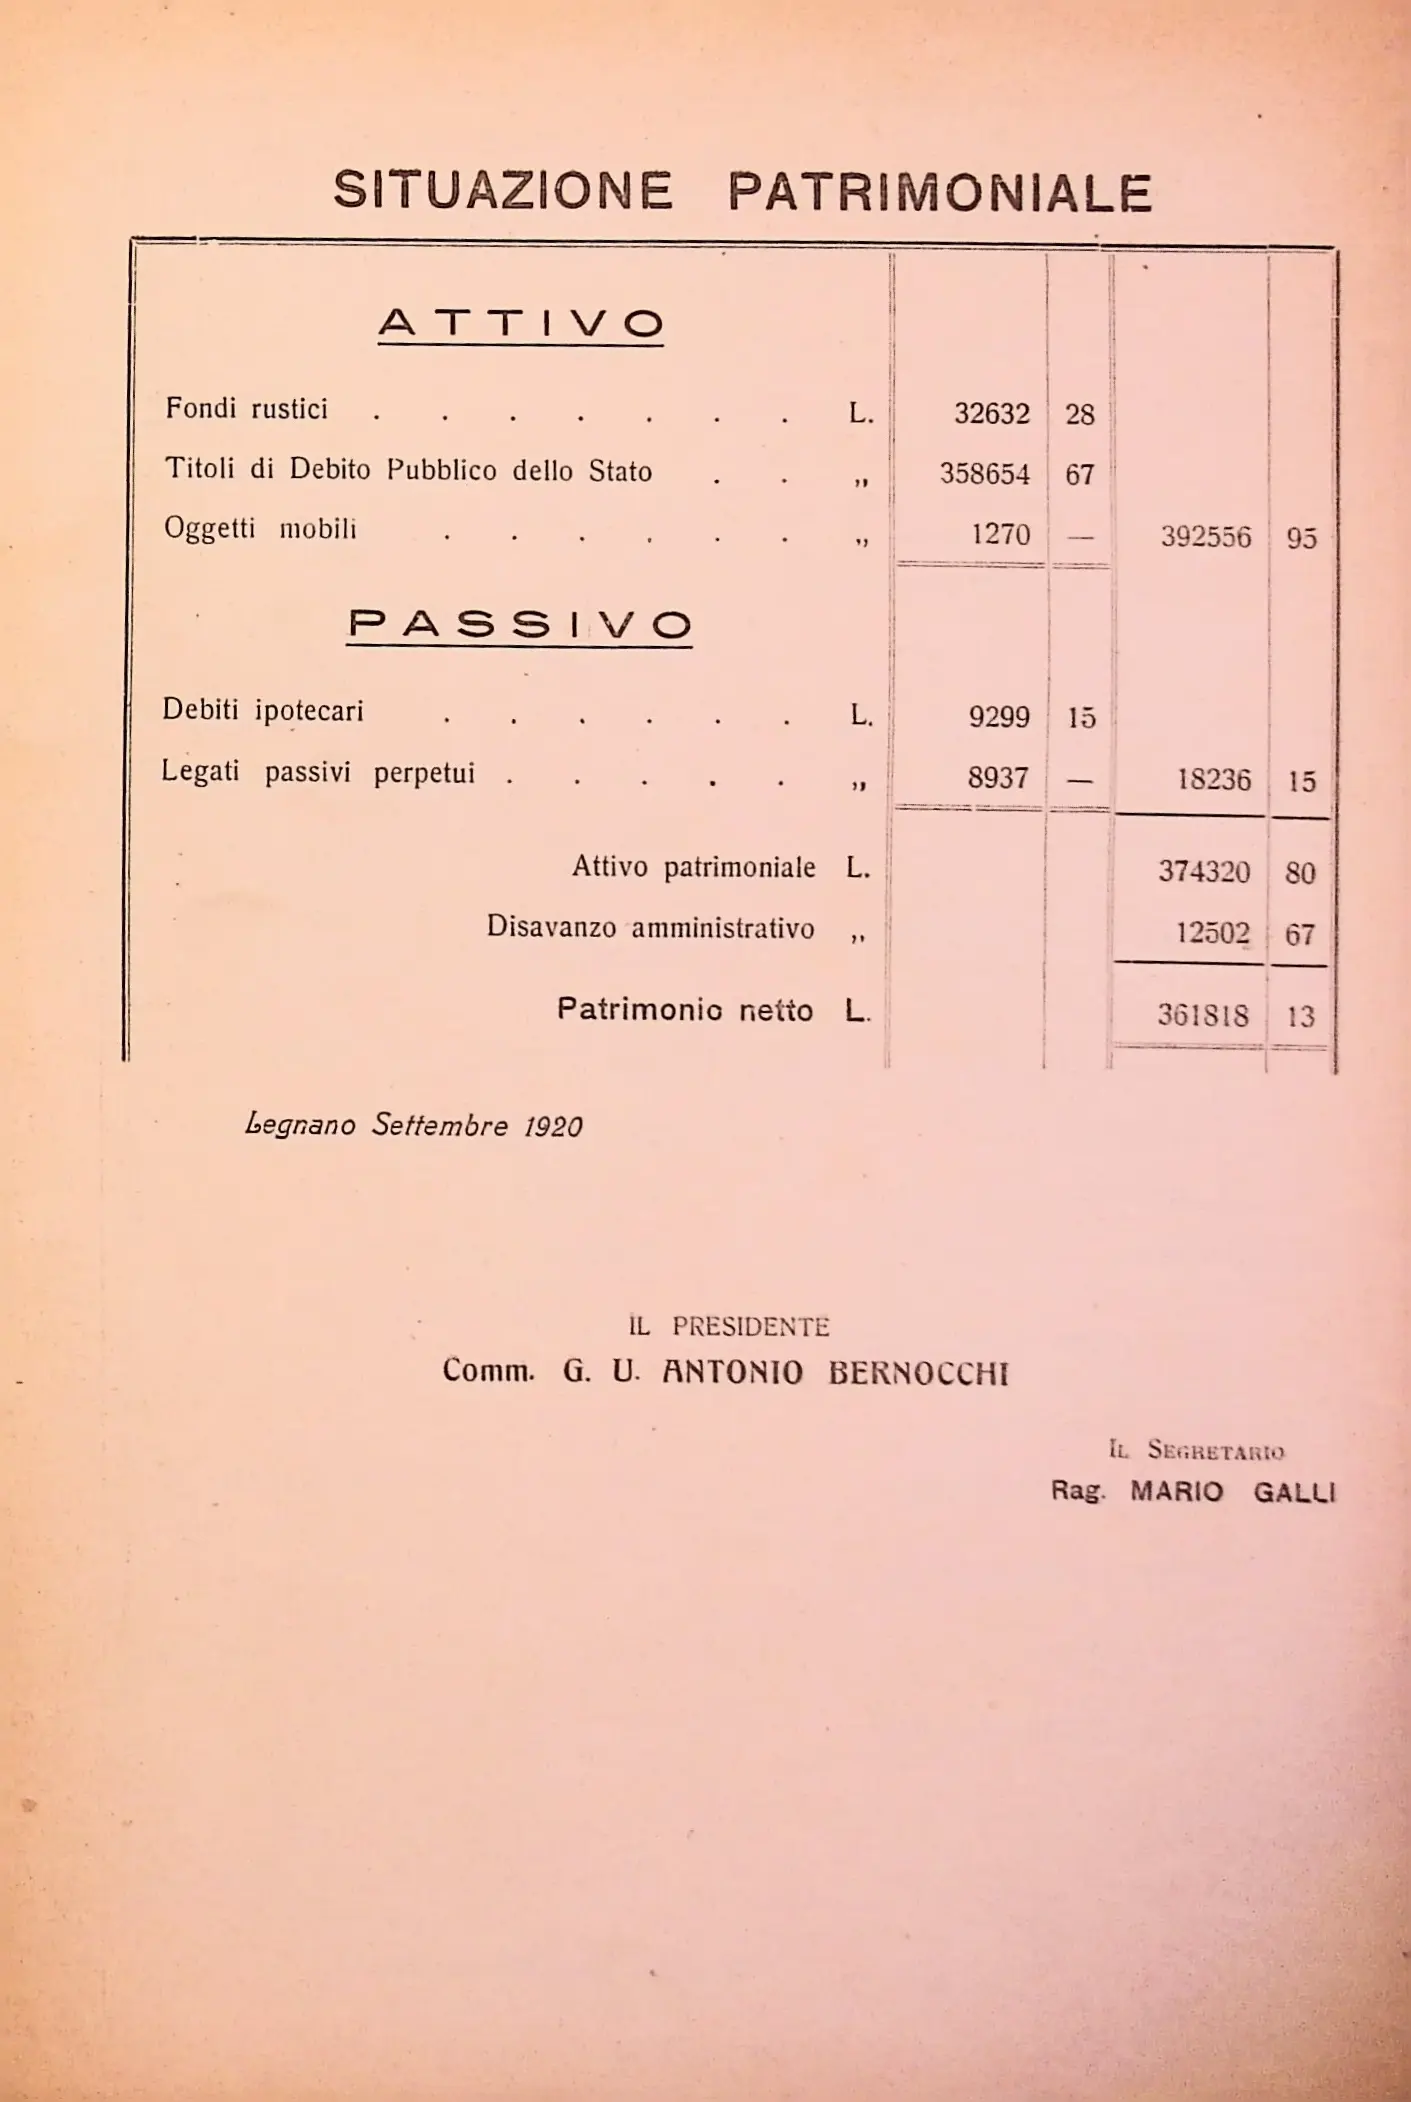 SITUAZIONE PATRIMONIALE
ATTIVO
Fondi rustici . . . . . . . L. 32632 28
Titoli di Debito Pubblico dello Stato . . „ 358654 67
Oggetti mobili . . . . . . „ 1270 — 392556 95
PASSIVO
Debiti ipotecari . . . . . . L. 9299 15
Legati passivi perpetui . . . . . „ 8937 — 18236 15
Attivo patrimoniale L. 374320 80
Disavanzo amministrativo „ 12502 67
Patrimonio netto L. 361818 13
Legnano Settembre 1920
IL PRESIDENTE
Comm. G. U. ANTONIO BERNOCCHI
IL SEGRETARIO
Rag. MARIO GALLI